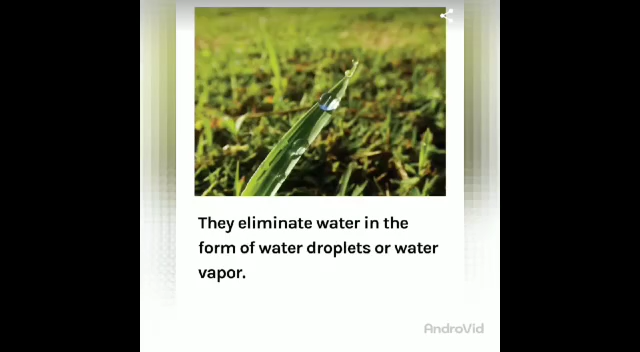 They eliminate water in the
form of water droplets or water
vapor.
AndroVid